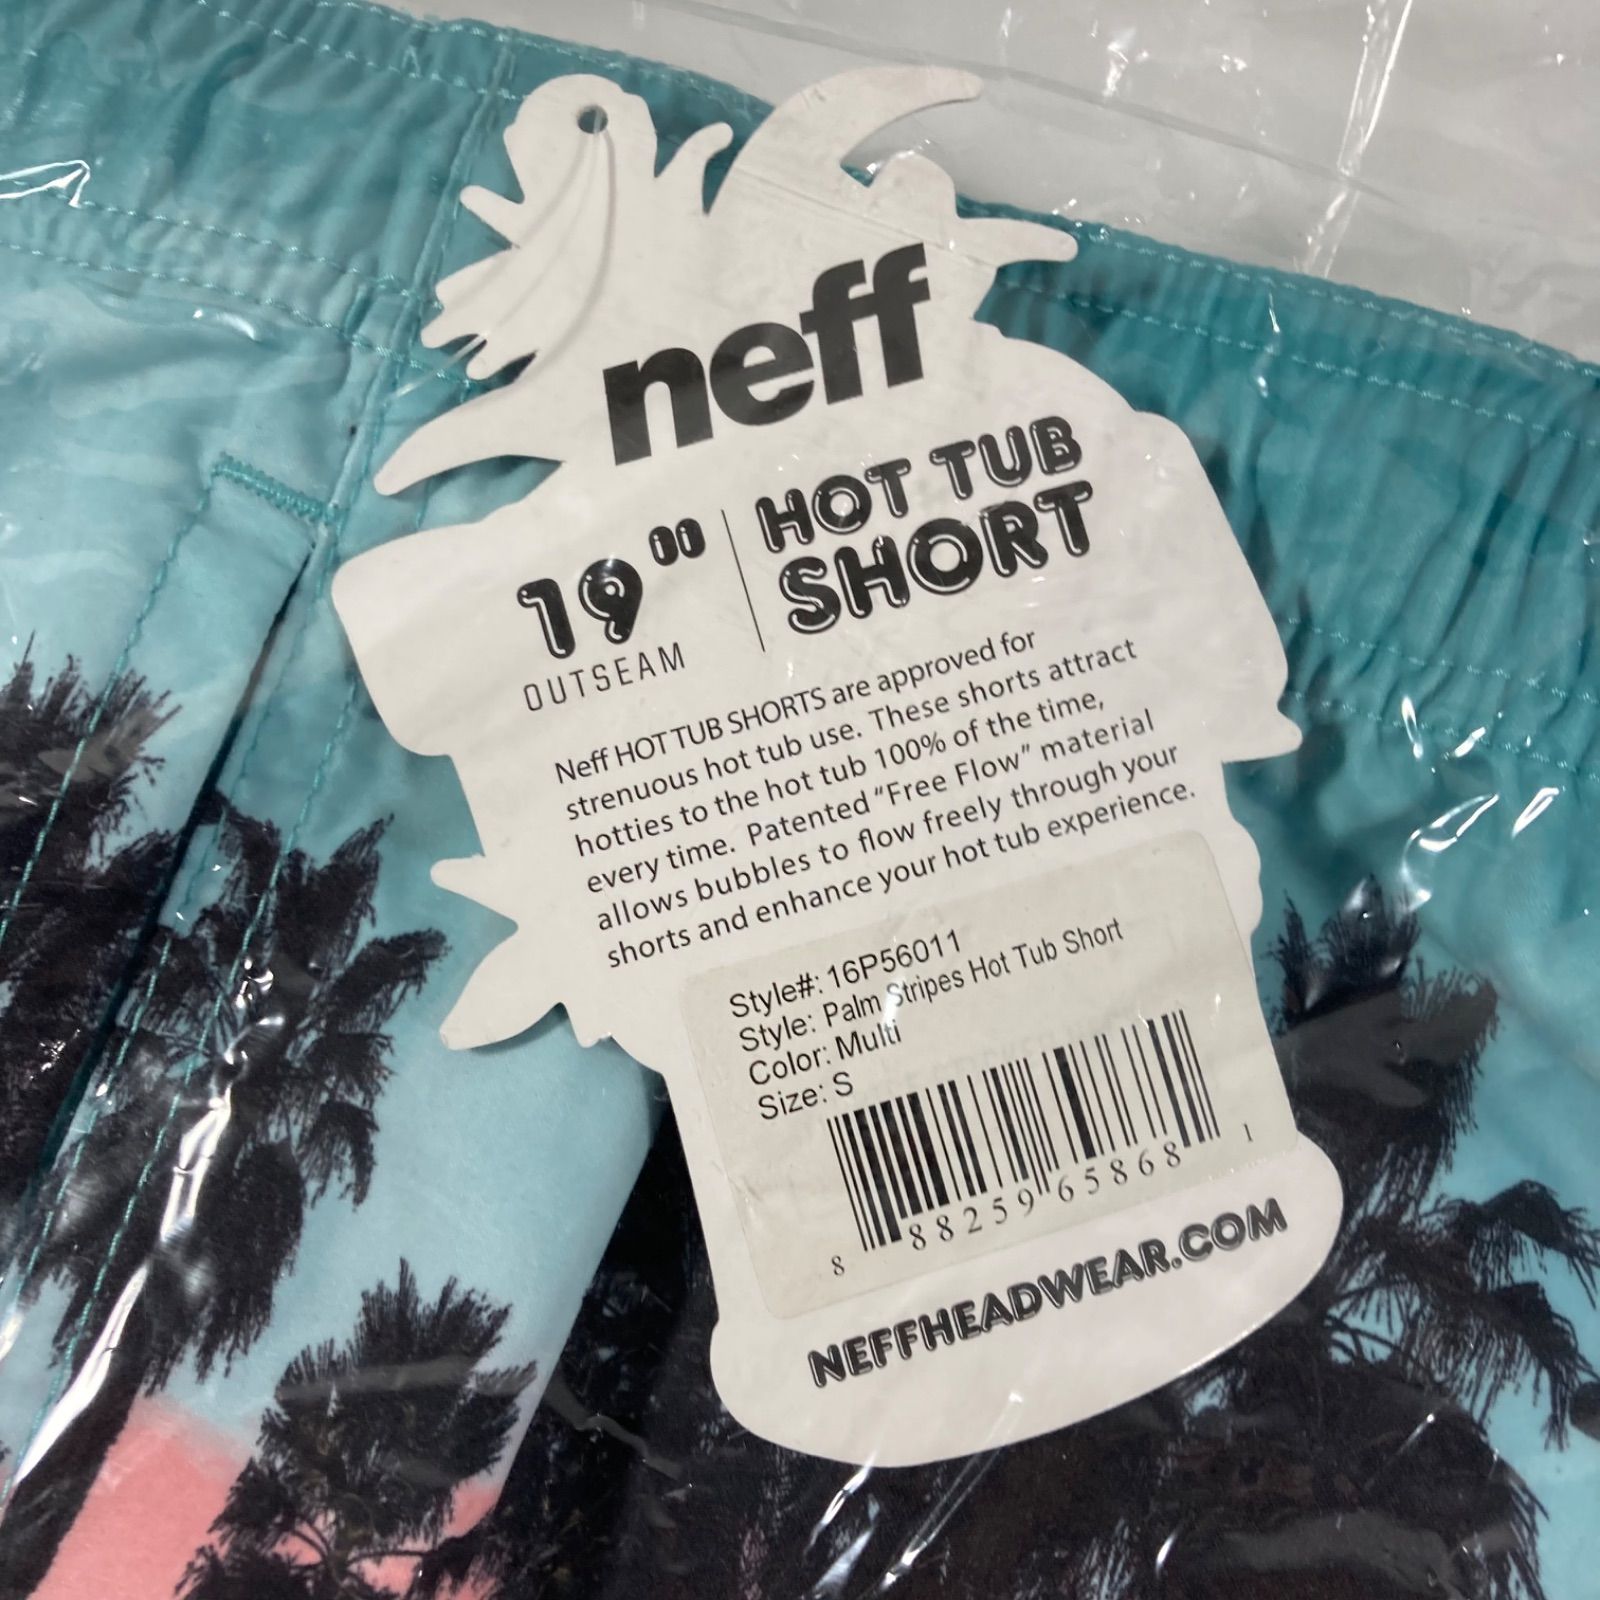 neff
19"
OUTSEAM
HOT TUB
SHORT
Neff HOT TUB SHORTS are approved for
strenuous hot tub use. These shorts attract
hotties to the hot tub 100% of the time,
every time. Patented "Free Flow" material
allows bubbles to flow freely through your
shorts and enhance your hot tub experience.
Style#: 16P56011
Style: Palm Stripes Hot Tub Short
Color: Multi
Size: S
8 88259 65868 1
NEFFHEADWEAR.COM